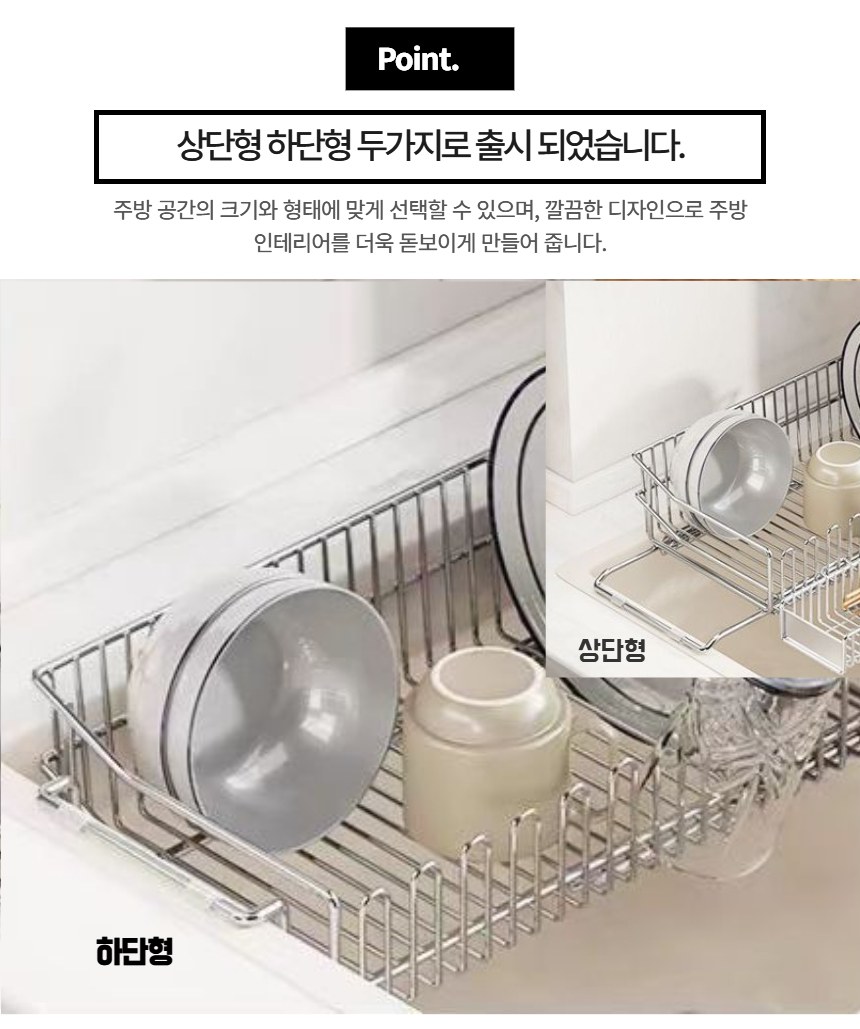 Point.
상단형 하단형 두가지로 출시 되었습니다.
주방 공간의 크기와 형태에 맞게 선택할 수 있으며, 깔끔한 디자인으로 주방
인테리어를 더욱 돋보이게 만들어 줍니다.
상단형
하단형